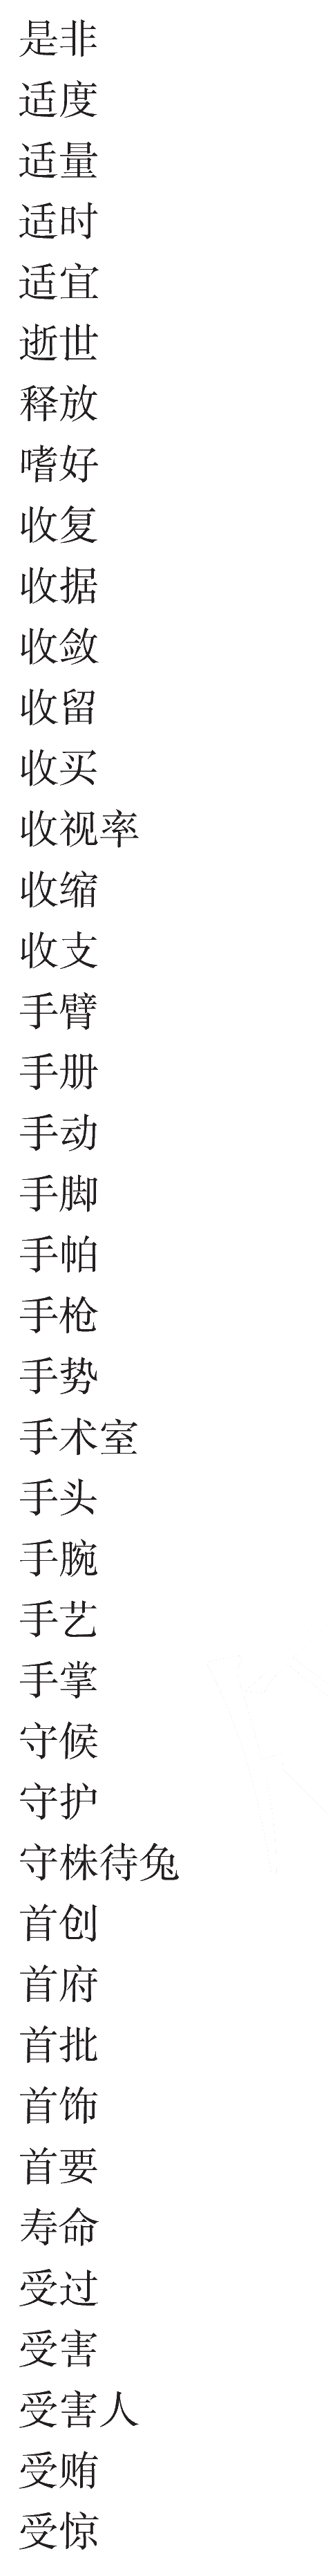 是非
适度
适量
适时
适宜
逝世
释放
嗜好
收复
收据
收敛
收留
收买
收视率
收缩
收支
手臂
手册
手动
手脚
手帕
手枪
手势
手术室
手头
手腕
手艺
手掌
守候
守护
守株待兔
首创
首府
首批
首饰
首要
寿命
受过
受害
受害人
受贿
受惊